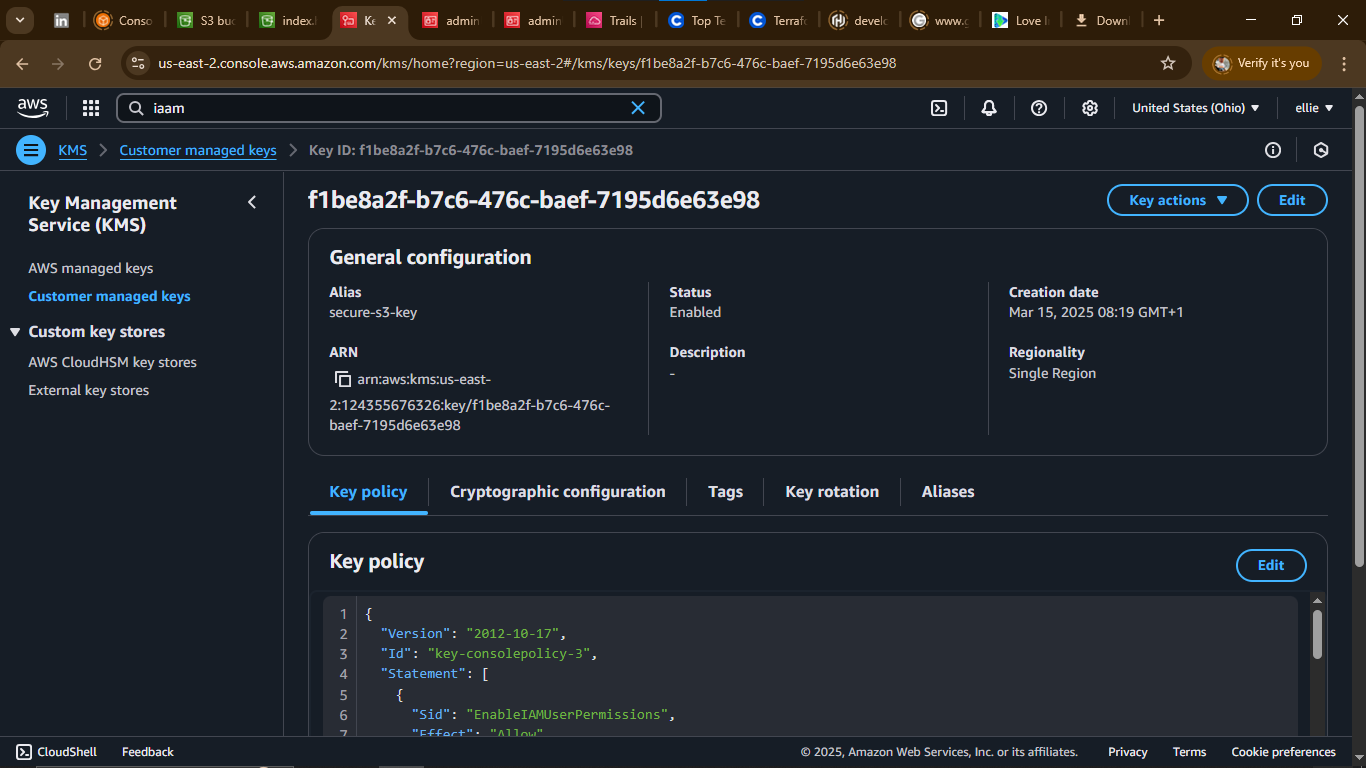 Conso
S3 buc
index.l
Ke
admin
admin
Trails |
Top Te
Terrafo
develo
www.g
Love I
Downl
us-east-2.console.aws.amazon.com/kms/home?region=us-east-2#/kms/keys/f1be8a2f-b7c6-476c-baef-7195d6e63e98
Verify it's you
aws
iaam
United States (Ohio)
ellie
KMS
Customer managed keys
Key ID: f1be8a2f-b7c6-476c-baef-7195d6e63e98
Key Management
Service (KMS)
AWS managed keys
Customer managed keys
Custom key stores
AWS CloudHSM key stores
External key stores
f1be8a2f-b7c6-476c-baef-7195d6e63e98
Key actions
Edit
General configuration
Alias
secure-s3-key
Status
Enabled
Creation date
Mar 15, 2025 08:19 GMT+1
ARN
arn:aws:kms:us-east-
2:124355676326:key/f1be8a2f-b7c6-476c-
baef-7195d6e63e98
Description
-
Regionality
Single Region
Key policy
Cryptographic configuration
Tags
Key rotation
Aliases
Key policy
Edit
1 {
2 "Version": "2012-10-17",
3 "Id": "key-consolepolicy-3",
4 "Statement": [
5 {
6 "Sid": "EnableIAMUserPermissions",
7 "Effect": "Allow"
CloudShell
Feedback
© 2025, Amazon Web Services, Inc. or its affiliates.
Privacy
Terms
Cookie preferences